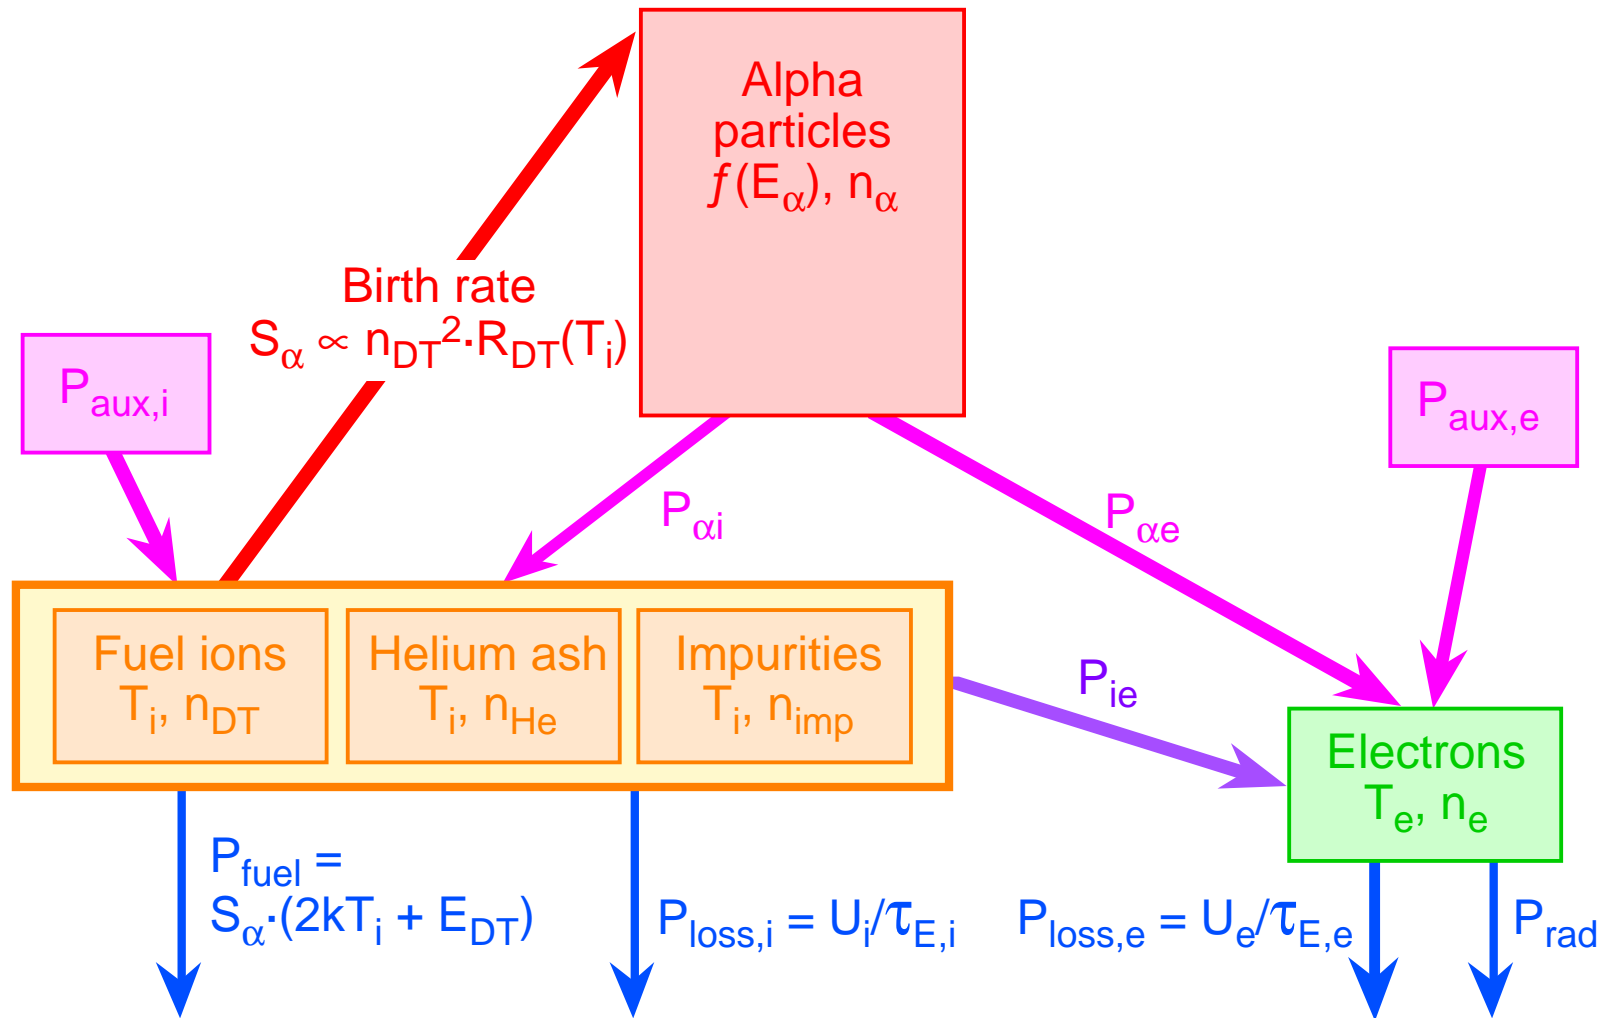 Alpha
particles
f(Eα), nα
Birth rate
Sα ∝ nDT²·RDT(Ti)
Paux,i
Paux,e
Pαi
Pαe
Fuel ions
Ti, nDT
Helium ash
Ti, nHe
Impurities
Ti, nimp
Pie
Electrons
Te, ne
Pfuel =
Sα·(2kTi + EDT)
Ploss,i = Ui/τE,i
Ploss,e = Ue/τE,e
Prad